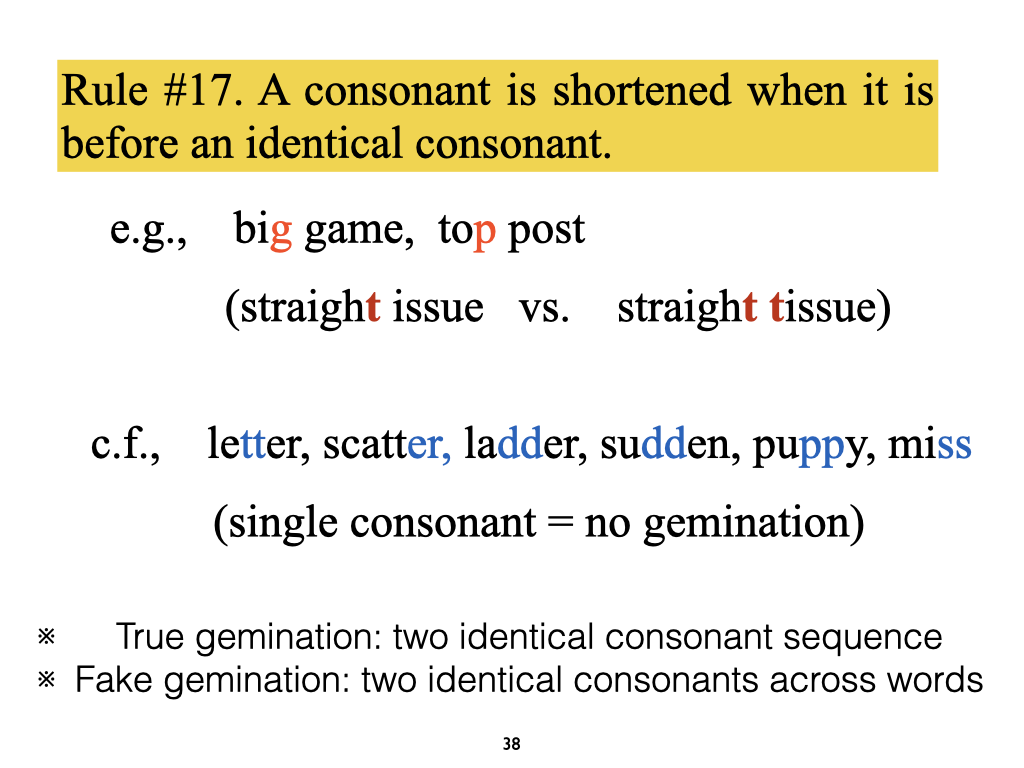 Rule #17. A consonant is shortened when it is
before an identical consonant.
e.g., big game, top post
(straight issue vs. straight tissue)
c.f., letter, scatter, ladder, sudden, puppy, miss
(single consonant = no gemination)
※ True gemination: two identical consonant sequence
※ Fake gemination: two identical consonants across words
38